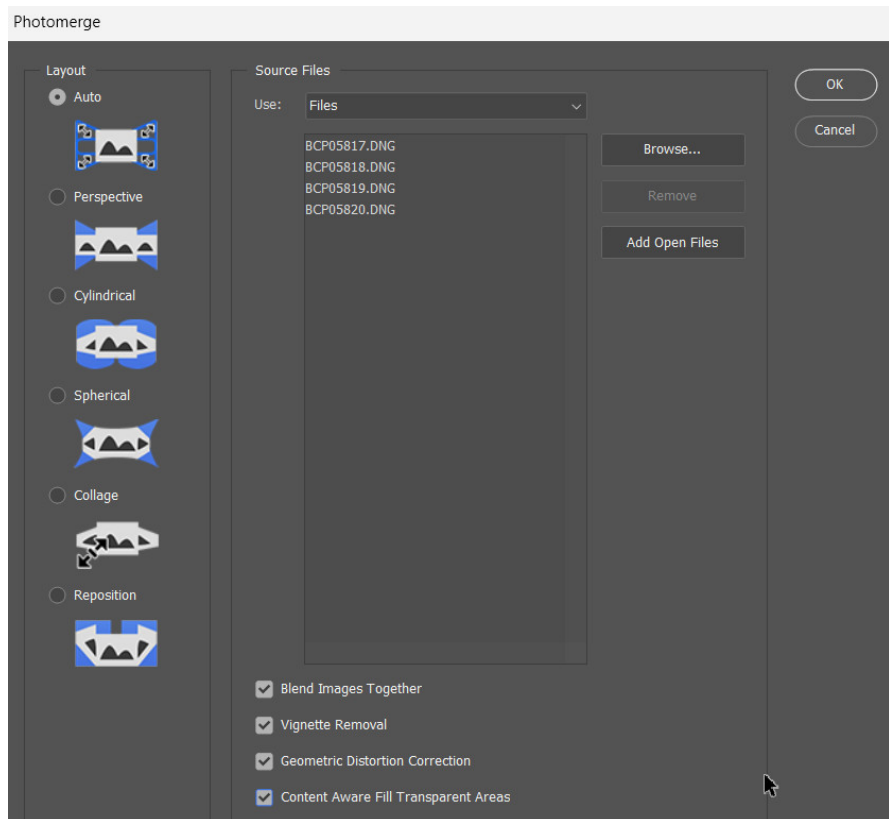 Photomerge
Layout
Auto
Perspective
Cylindrical
Spherical
Collage
Reposition
Source Files
Use: Files
BCP05817.DNG
BCP05818.DNG
BCP05819.DNG
BCP05820.DNG
Browse...
Remove
Add Open Files
Blend Images Together
Vignette Removal
Geometric Distortion Correction
Content Aware Fill Transparent Areas
OK
Cancel